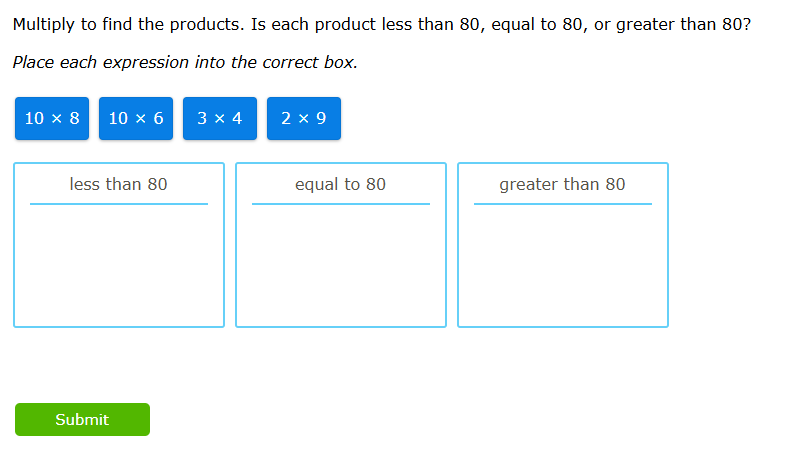 Multiply to find the products. Is each product less than 80, equal to 80, or greater than 80?
Place each expression into the correct box.
10 × 8 10 × 6 3 × 4 2 × 9
less than 80 equal to 80 greater than 80
Submit